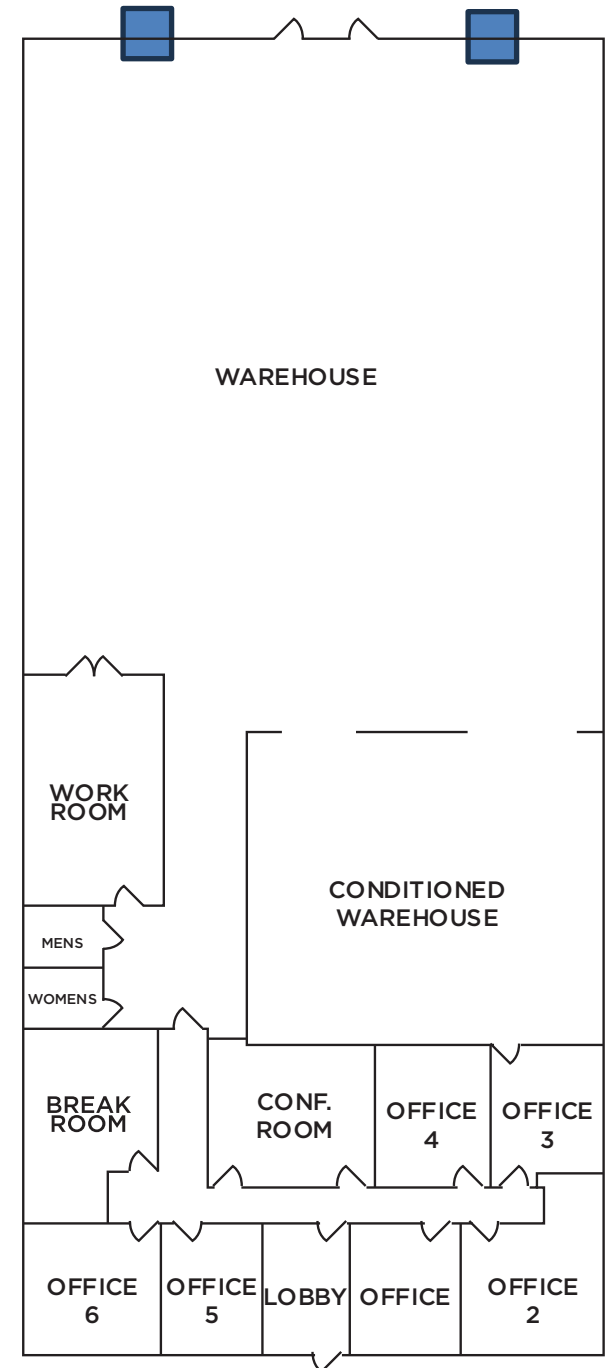 WAREHOUSE
WORK
ROOM
CONDITIONED
WAREHOUSE
MENS
WOMENS
BREAK
ROOM
CONF.
ROOM
OFFICE
4
OFFICE
3
OFFICE
6
OFFICE
5
LOBBY
OFFICE
OFFICE
2